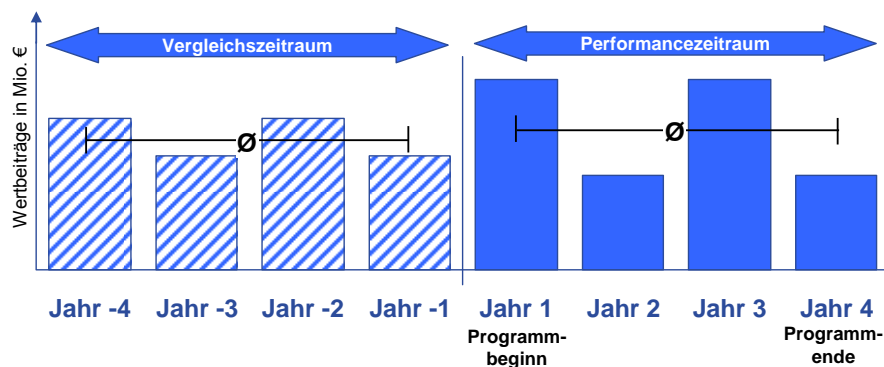 Wertbeiträge in Mio. €
Vergleichszeitraum
Performancezeitraum
Ø
Ø
Jahr -4
Jahr -3
Jahr -2
Jahr -1
Jahr 1
Jahr 2
Jahr 3
Jahr 4
Programm-
beginn
Programm-
ende